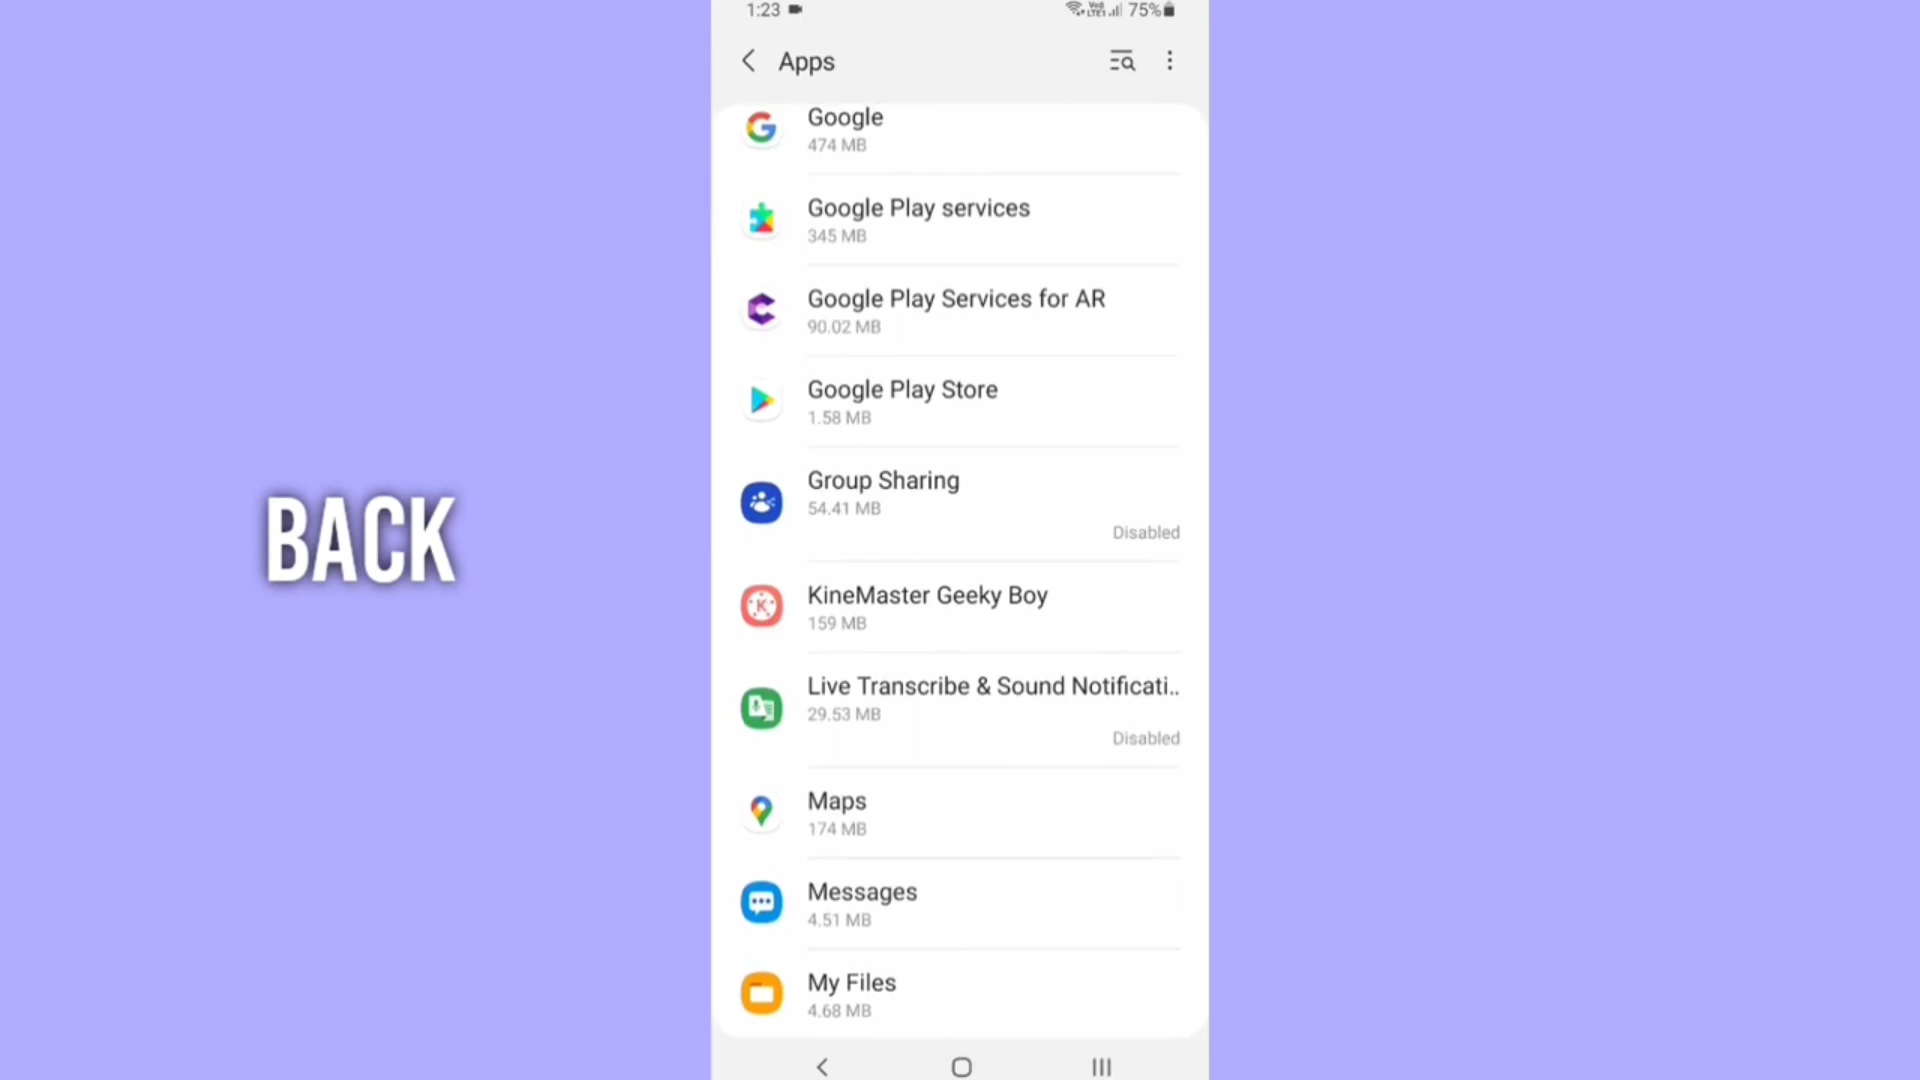 1:23
75%
Apps
Google
474 MB
Google Play services
345 MB
Google Play Services for AR
90.02 MB
Google Play Store
1.58 MB
Group Sharing
54.41 MB
Disabled
BACK
KineMaster Geeky Boy
159 MB
Live Transcribe & Sound Notificati..
29.53 MB
Disabled
Maps
174 MB
Messages
4.51 MB
My Files
4.68 MB